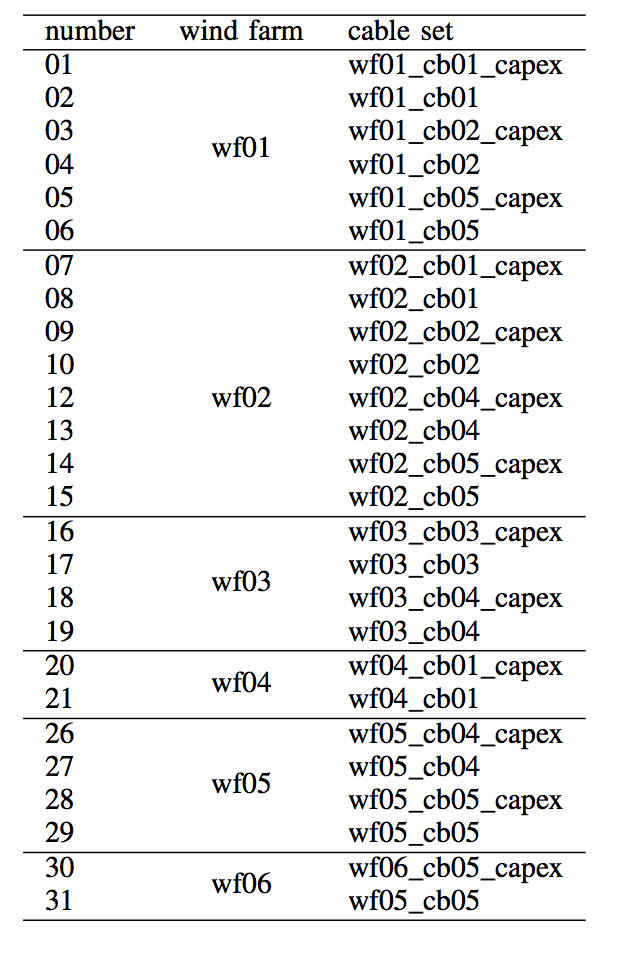 number wind farm cable set
01 wf01_cb01_capex
02 wf01_cb01
03 wf01_cb02_capex
wf01
04 wf01_cb02
05 wf01_cb05_capex
06 wf01_cb05
07 wf02_cb01_capex
08 wf02_cb01
09 wf02_cb02_capex
10 wf02_cb02
12 wf02 wf02_cb04_capex
13 wf02_cb04
14 wf02_cb05_capex
15 wf02_cb05
16 wf03_cb03_capex
17 wf03_cb03
wf03
18 wf03_cb04_capex
19 wf03_cb04
20 wf04_cb01_capex
wf04
21 wf04_cb01
26 wf05_cb04_capex
27 wf05_cb04
wf05
28 wf05_cb05_capex
29 wf05_cb05
30 wf06_cb05_capex
wf06
31 wf05_cb05